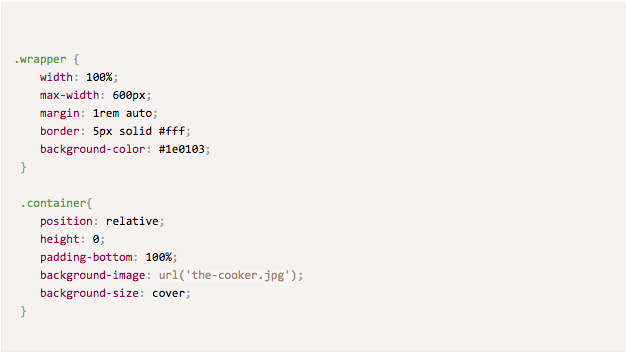 .wrapper {
width: 100%;
max-width: 600px;
margin: 1rem auto;
border: 5px solid #fff;
background-color: #1e0103;
}
.container{
position: relative;
height: 0;
padding-bottom: 100%;
background-image: url('the-cooker.jpg');
background-size: cover;
}